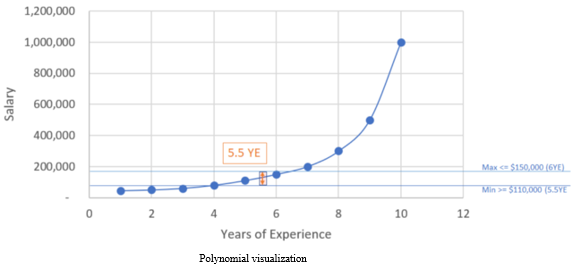 1,200,000
1,000,000
800,000
600,000
400,000
200,000
-
Salary
5.5 YE
Max <= $150,000 (6YE)
Min >= $110,000 (5.5YE
0 2 4 6 8 10 12
Years of Experience
Polynomial visualization